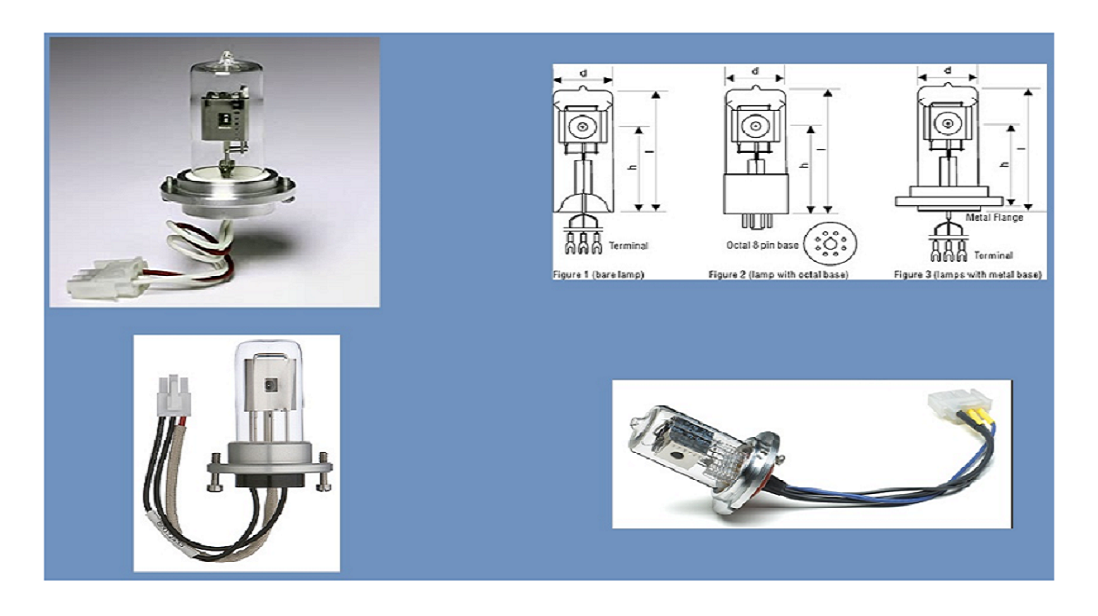 d
d
d
h
l
h
l
h
l
Metal Flange
Terminal
Octal 8 pin base
Terminal
Figure 1 (bare lamp)
Figure 2 (lamp with octal base)
Figure 3 (lamps with metal base)